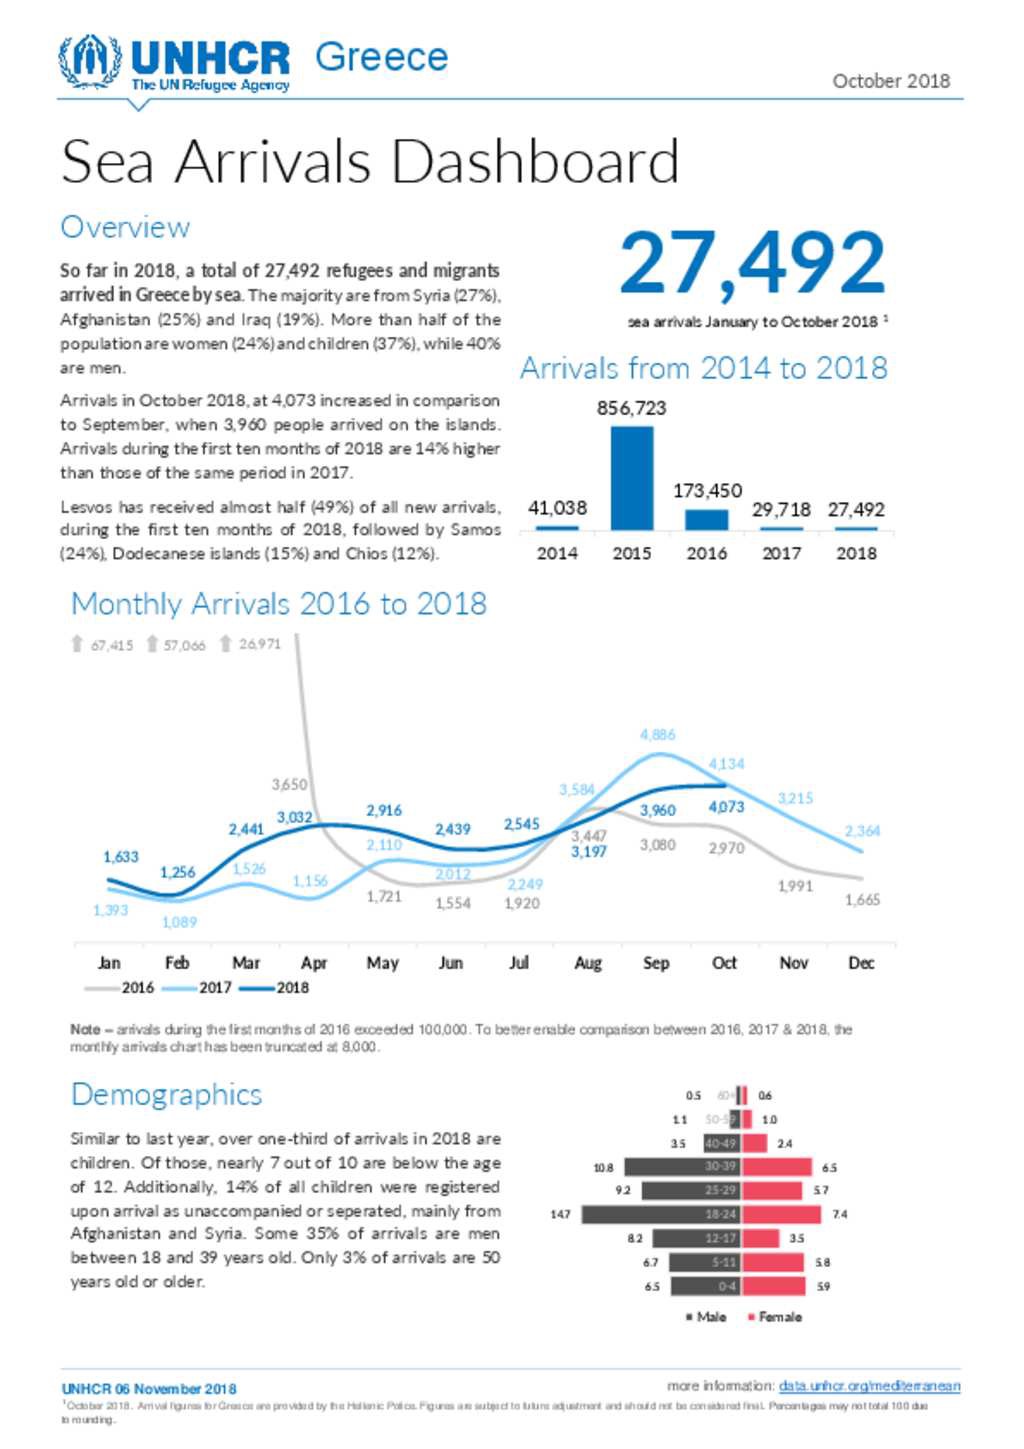 UNHCR
The UN Refugee Agency
Greece
October 2018
Sea Arrivals Dashboard
Overview
So far in 2018, a total of 27,492 refugees and migrants
arrived in Greece by sea. The majority are from Syria (27%),
Afghanistan (25%) and Iraq (19%). More than half of the
population are women (24%) and children (37%), while 40%
are men.
Arrivals in October 2018, at 4,073 increased in comparison
to September, when 3,960 people arrived on the islands.
Arrivals during the first ten months of 2018 are 14% higher
than those of the same period in 2017.
Lesvos has received almost half (49%) of all new arrivals,
during the first ten months of 2018, followed by Samos
(24%), Dodecanese islands (15%) and Chios (12%).
27,492
sea arrivals January to October 2018 ¹
Arrivals from 2014 to 2018
856,723
173,450
41,038
29,718 27,492
2014 2015 2016 2017 2018
Monthly Arrivals 2016 to 2018
67,415 57,066 26,971
4,886
4,134
3,650
3,584
3,215
3,032
2,916
3,960
4,073
2,441
2,439
2,545
2,364
3,447
2,110
3,080
2,970
3,197
1,633
1,256
1,526
1,156
2,012
2,249
1,991
1,721
1,554
1,920
1,665
1,393
1,089
Jan Feb Mar Apr May Jun Jul Aug Sep Oct Nov Dec
2016 2017 2018
Note – arrivals during the first months of 2016 exceeded 100,000. To better enable comparison between 2016, 2017 & 2018, the
monthly arrivals chart has been truncated at 8,000.
Demographics
Similar to last year, over one-third of arrivals in 2018 are
children. Of those, nearly 7 out of 10 are below the age
of 12. Additionally, 14% of all children were registered
upon arrival as unaccompanied or seperated, mainly from
Afghanistan and Syria. Some 35% of arrivals are men
between 18 and 39 years old. Only 3% of arrivals are 50
years old or older.
0.5 60+ 0.6
1.1 50-59 1.0
3.5 40-49 2.4
10.8 30-39 6.5
9.2 25-29 5.7
14.7 18-24 7.4
8.2 12-17 3.5
6.7 5-11 5.8
6.5 0-4 5.9
Male Female
UNHCR 06 November 2018
more information: data.unhcr.org/mediterranean
¹October 2018. Arrival figures for Greece are provided by the Hellenic Police. Figures are subject to future adjustment and should not be considered final. Percentages may not total 100 due
to rounding.